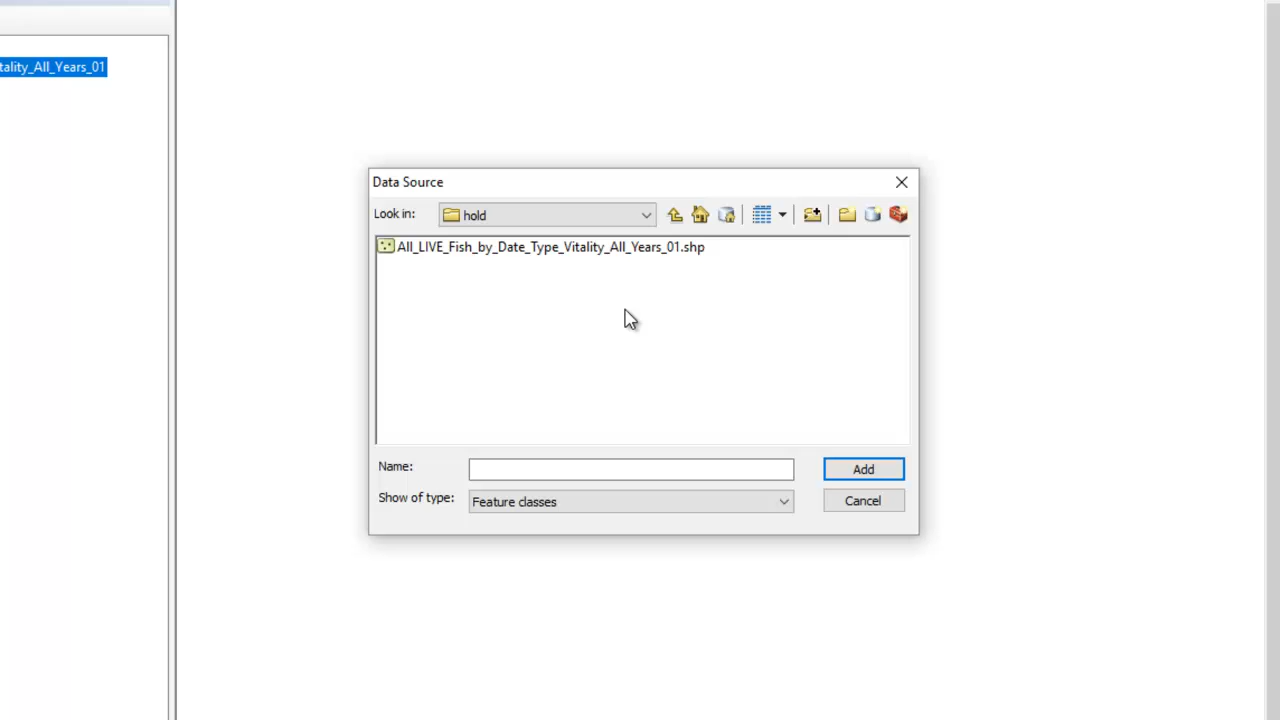 tality_All_Years_01
Data Source
Look in: hold
All_LIVE_Fish_by_Date_Type_Vitality_All_Years_01.shp
Name: Add
Show of type: Feature classes Cancel